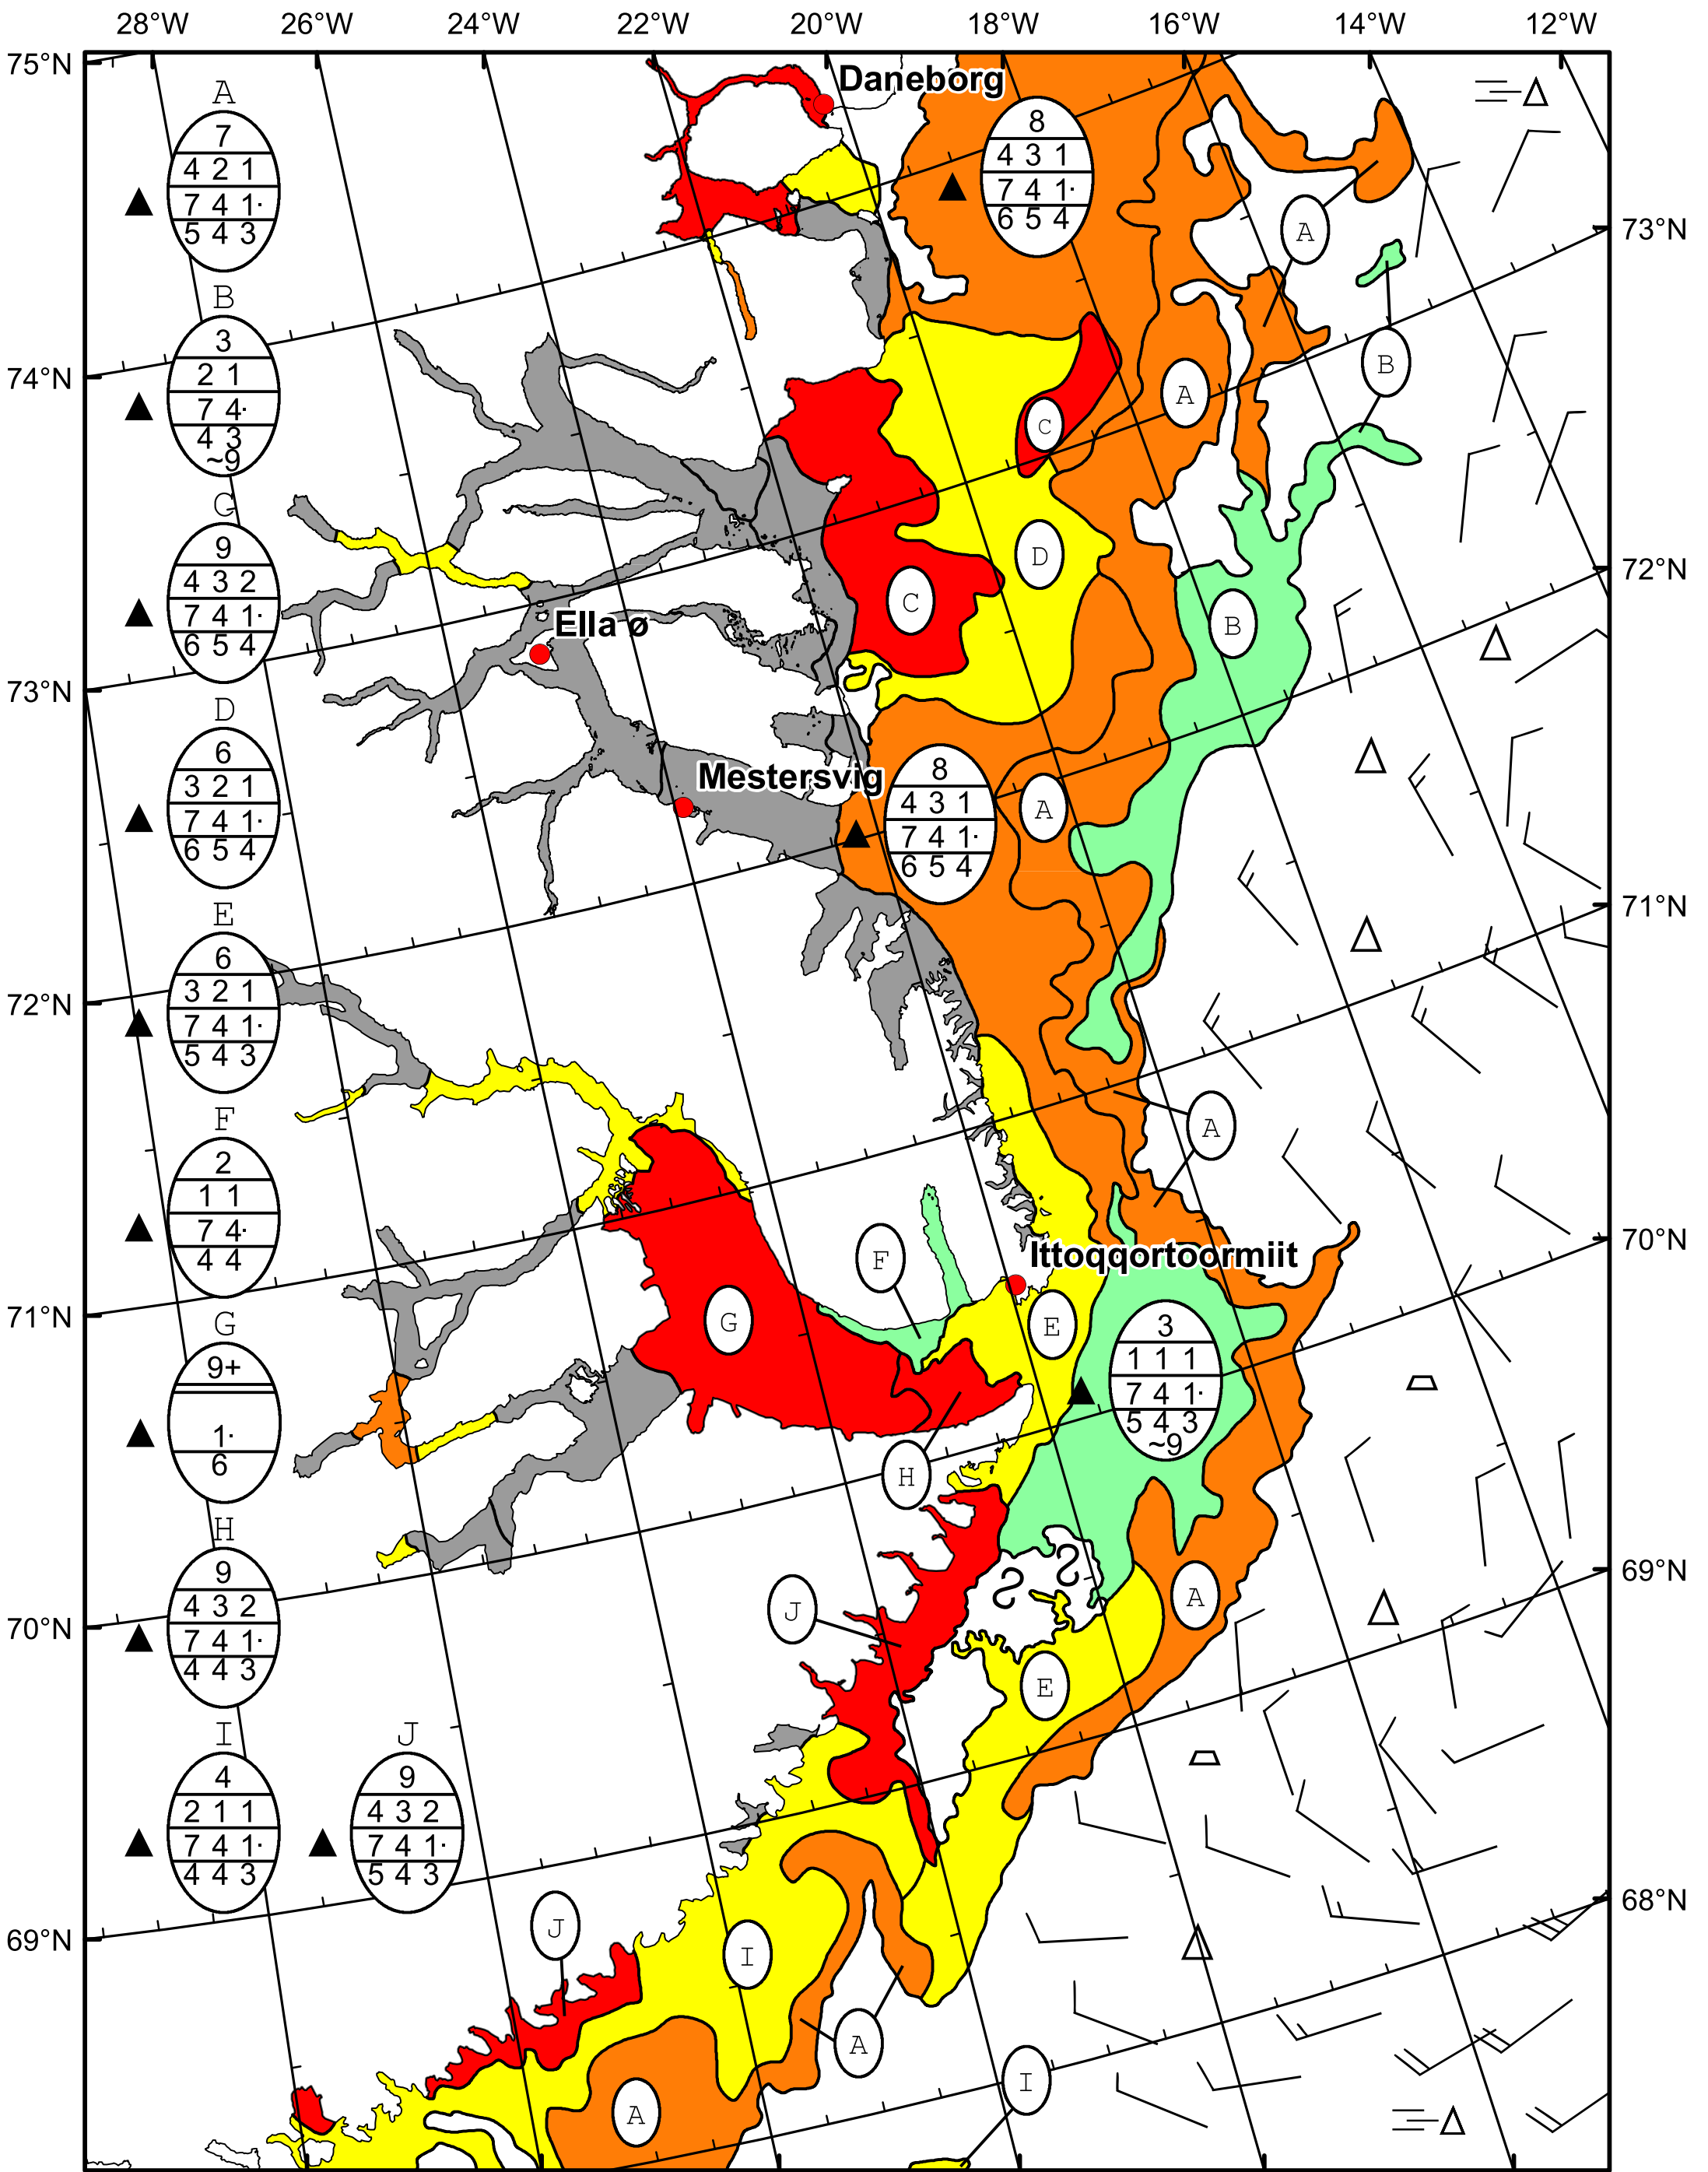 28°W 26°W 24°W 22°W 20°W 18°W 16°W 14°W 12°W
75°N
74°N
73°N
72°N
71°N
70°N
69°N
73°N
72°N
71°N
70°N
69°N
68°N
A
7
4 2 1
7 4 1·
5 4 3
B
3
2 1
7 4·
4 3
~9
C
9
4 3 2
7 4 1·
6 5 4
D
6
3 2 1
7 4 1·
6 5 4
E
6
3 2 1
7 4 1·
5 4 3
F
2
1 1
7 4·
4 4
G
9+
1·
6
H
9
4 3 2
7 4 1·
4 4 3
I
4
2 1 1
7 4 1·
4 4 3
J
9
4 3 2
7 4 1·
5 4 3
Daneborg
8
4 3 1
7 4 1·
6 5 4
A
B
A
C
D
C
B
Ella ø
Mestersvig
8
4 3 1
7 4 1·
6 5 4
A
A
F
Ittoqqortoormiit
G
E
3
1 1 1
7 4 1·
5 4 3
~9
H
J
A
E
J
I
A
I
A